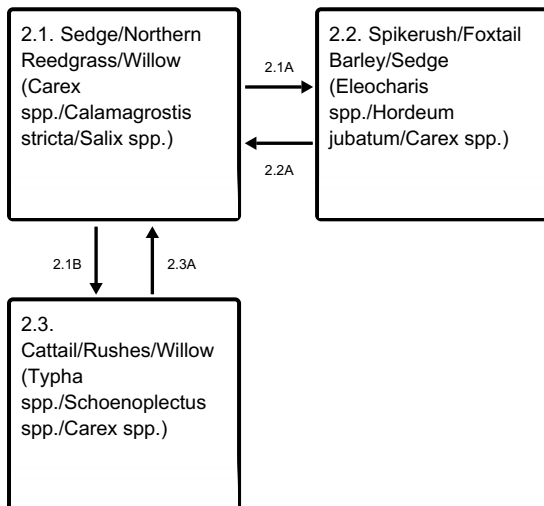 2.1. Sedge/Northern
Reedgrass/Willow
(Carex
spp./Calamagrostis
stricta/Salix spp.)
2.1A
2.2A
2.2. Spikerush/Foxtail
Barley/Sedge
(Eleocharis
spp./Hordeum
jubatum/Carex spp.)
2.1B
2.3A
2.3.
Cattail/Rushes/Willow
(Typha
spp./Schoenoplectus
spp./Carex spp.)